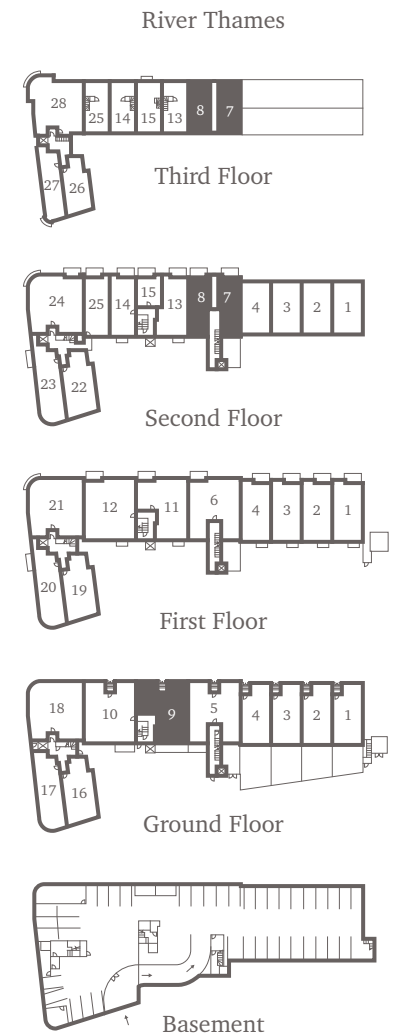 River Thames
28 25 14 15 13 8 7
27 26
Third Floor
24 25 14 15 13 8 7 4 3 2 1
23 22
Second Floor
21 12 11 6 4 3 2 1
20 19
First Floor
18 10 9 5 4 3 2 1
17 16
Ground Floor
Basement